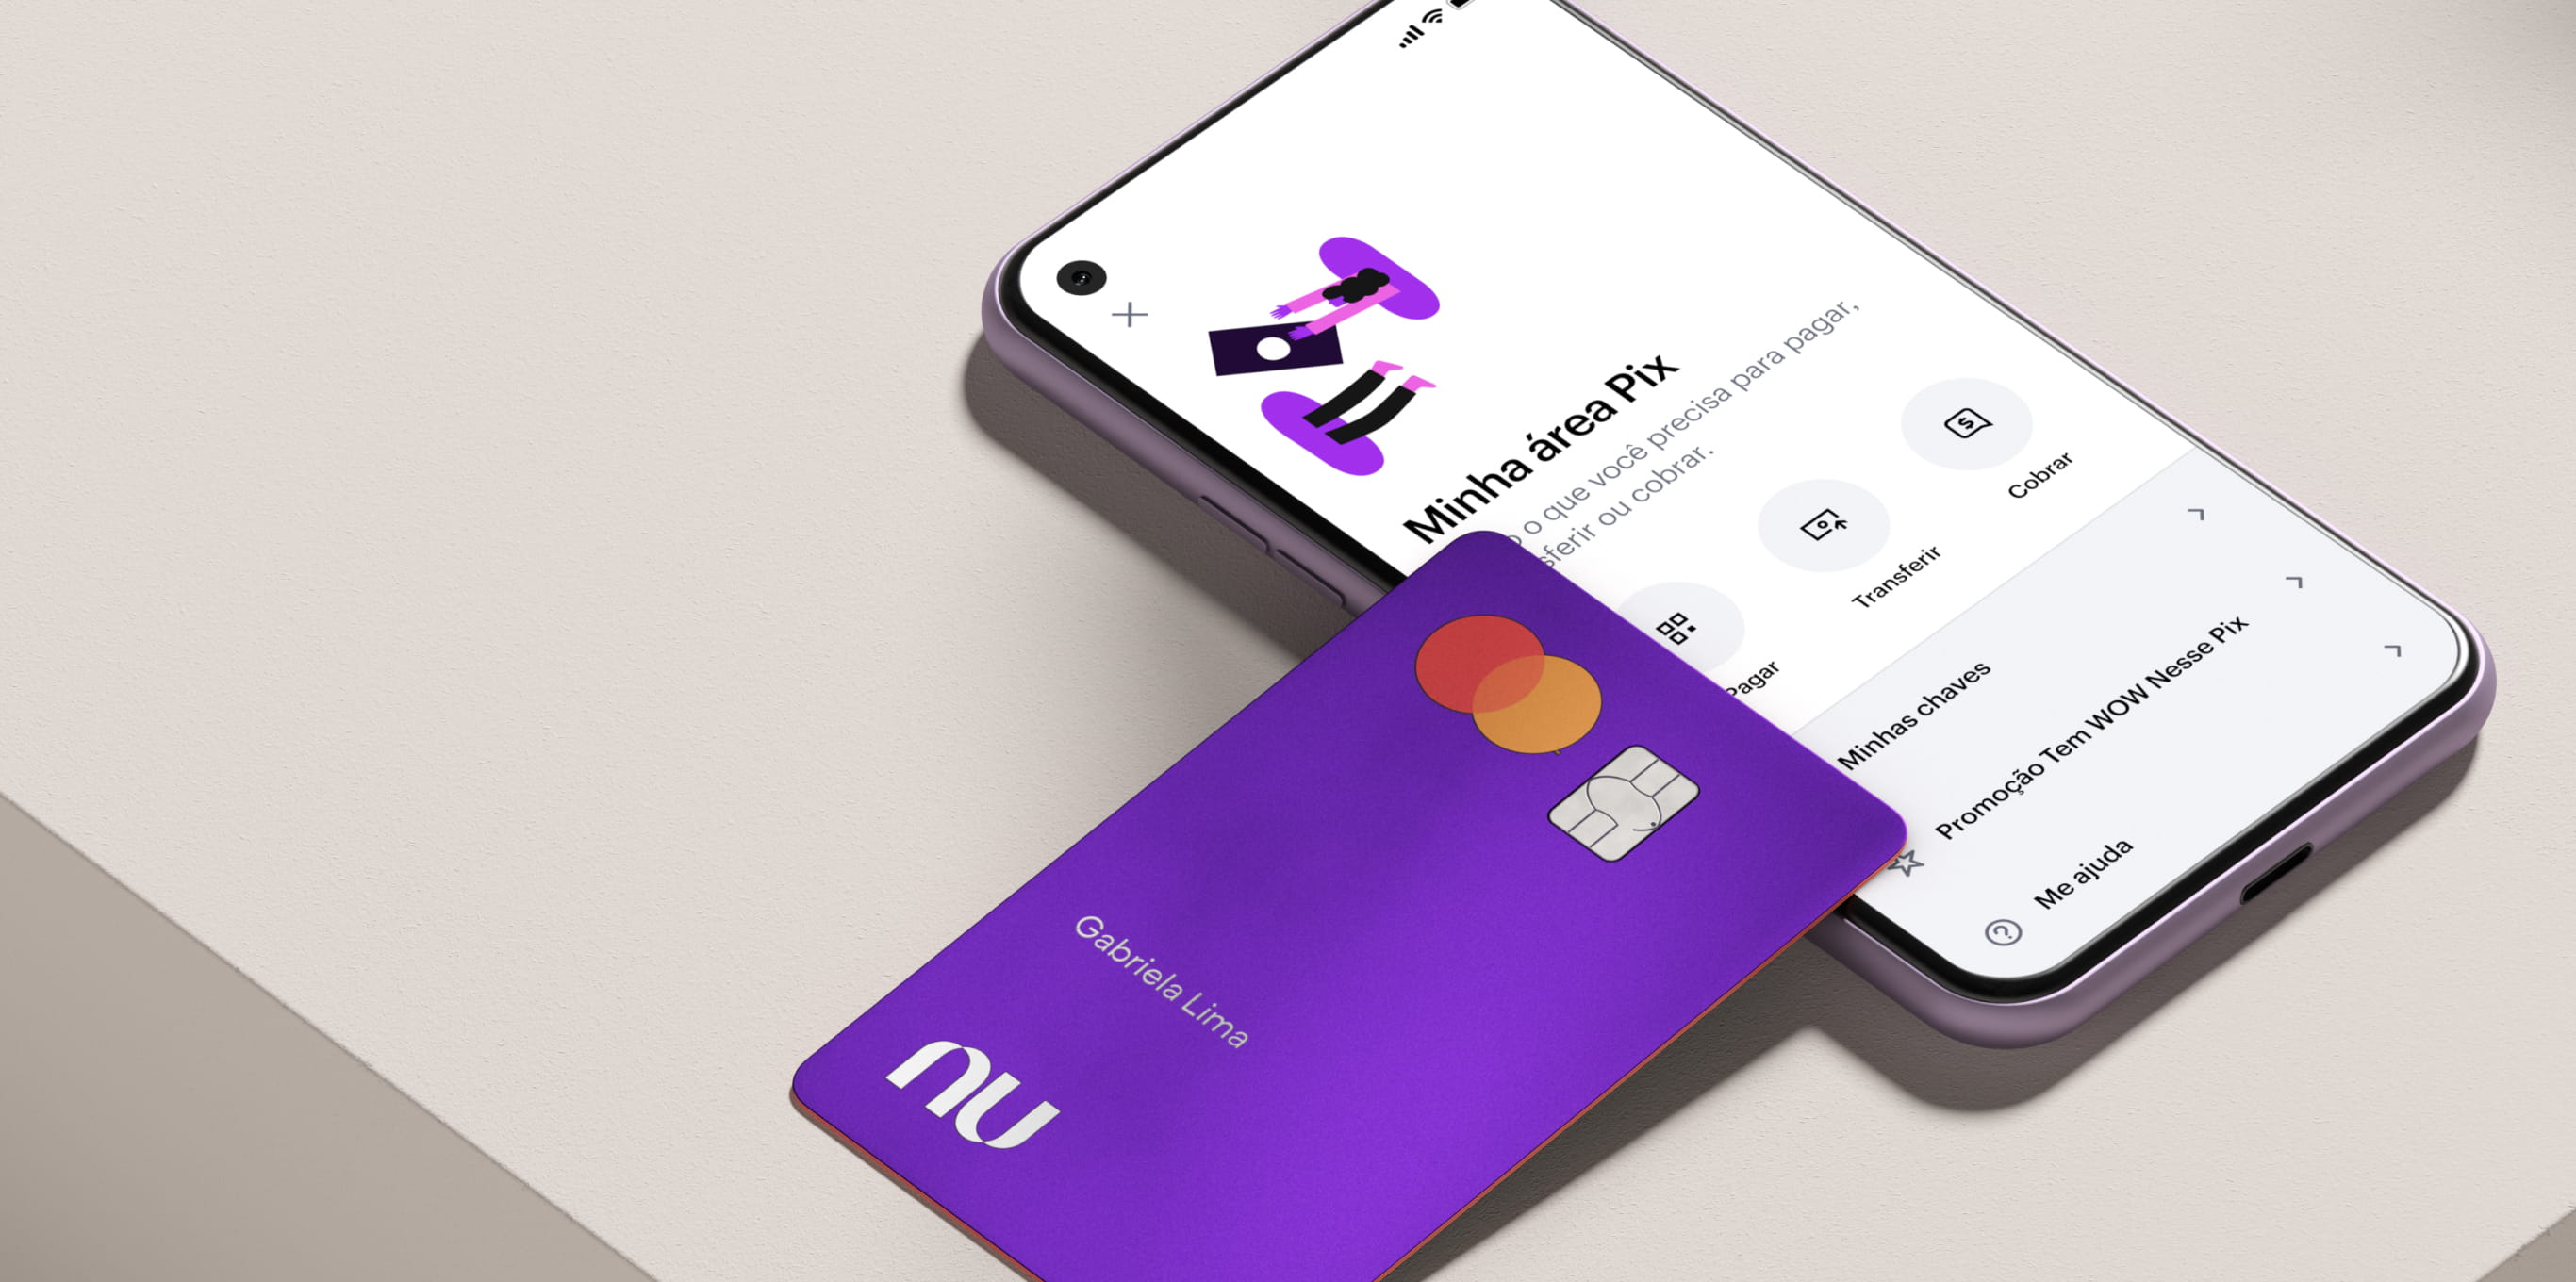 Minha área Pix
o que você precisa para pagar,
ou cobrar.
Pagar
Transferir
Cobrar
Minhas chaves
Promoção Tem WOW Nesse Pix
Me ajuda
Gabriela Lima
nu